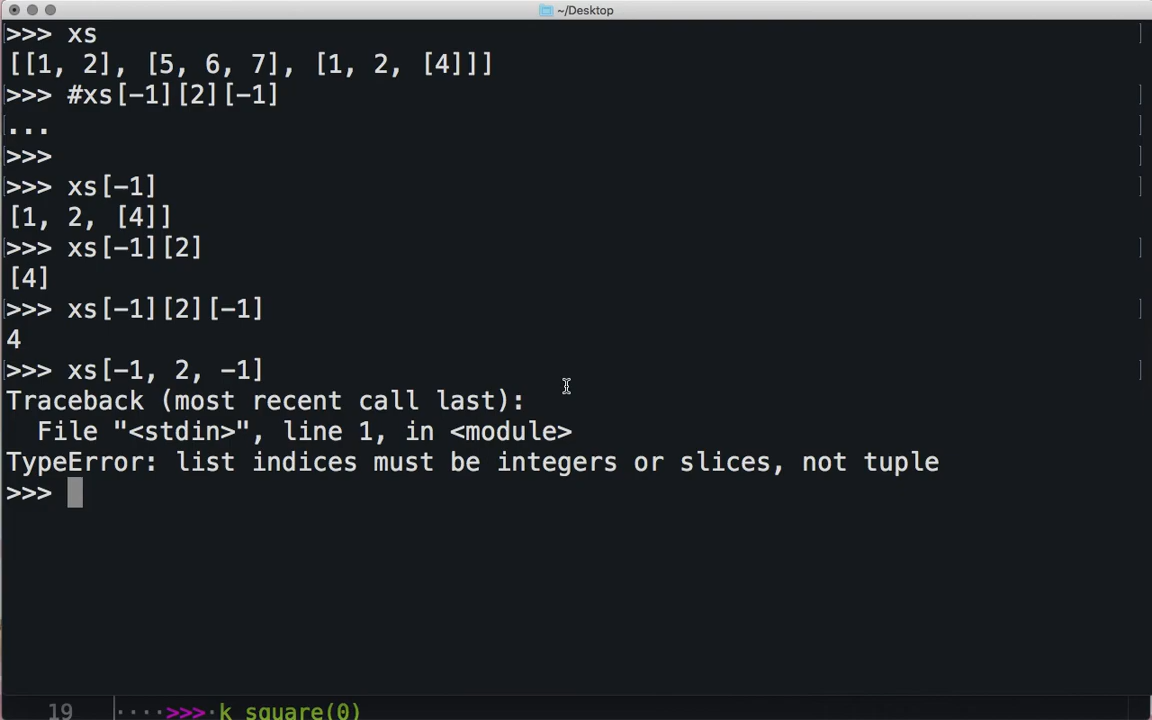 ~/Desktop
>>> xs
[[1, 2], [5, 6, 7], [1, 2, [4]]]
>>> #xs[-1][2][-1]
...
>>>
>>> xs[-1]
[1, 2, [4]]
>>> xs[-1][2]
[4]
>>> xs[-1][2][-1]
4
>>> xs[-1, 2, -1]
Traceback (most recent call last):
  File "<stdin>", line 1, in <module>
TypeError: list indices must be integers or slices, not tuple
>>>
19 ····>>>·k_square(0)